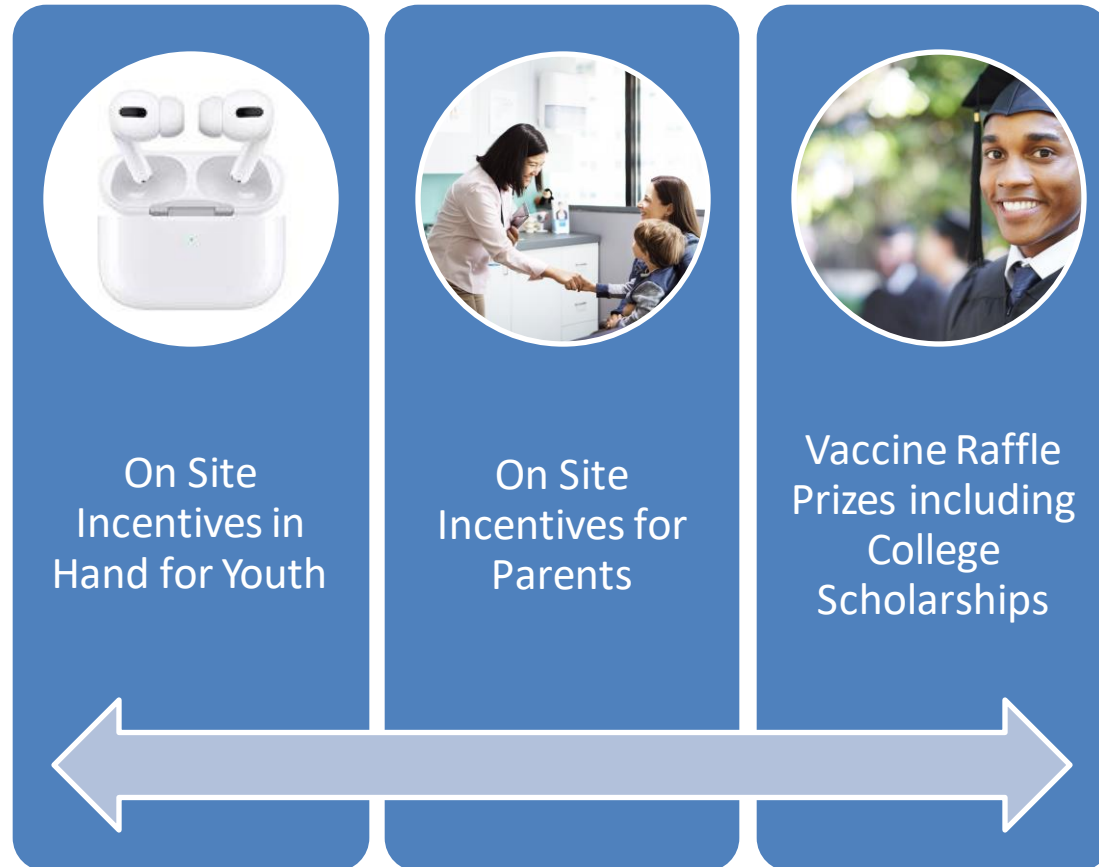 On Site
Incentives in
Hand for Youth
On Site
Incentives for
Parents
Vaccine Raffle
Prizes including
College
Scholarships